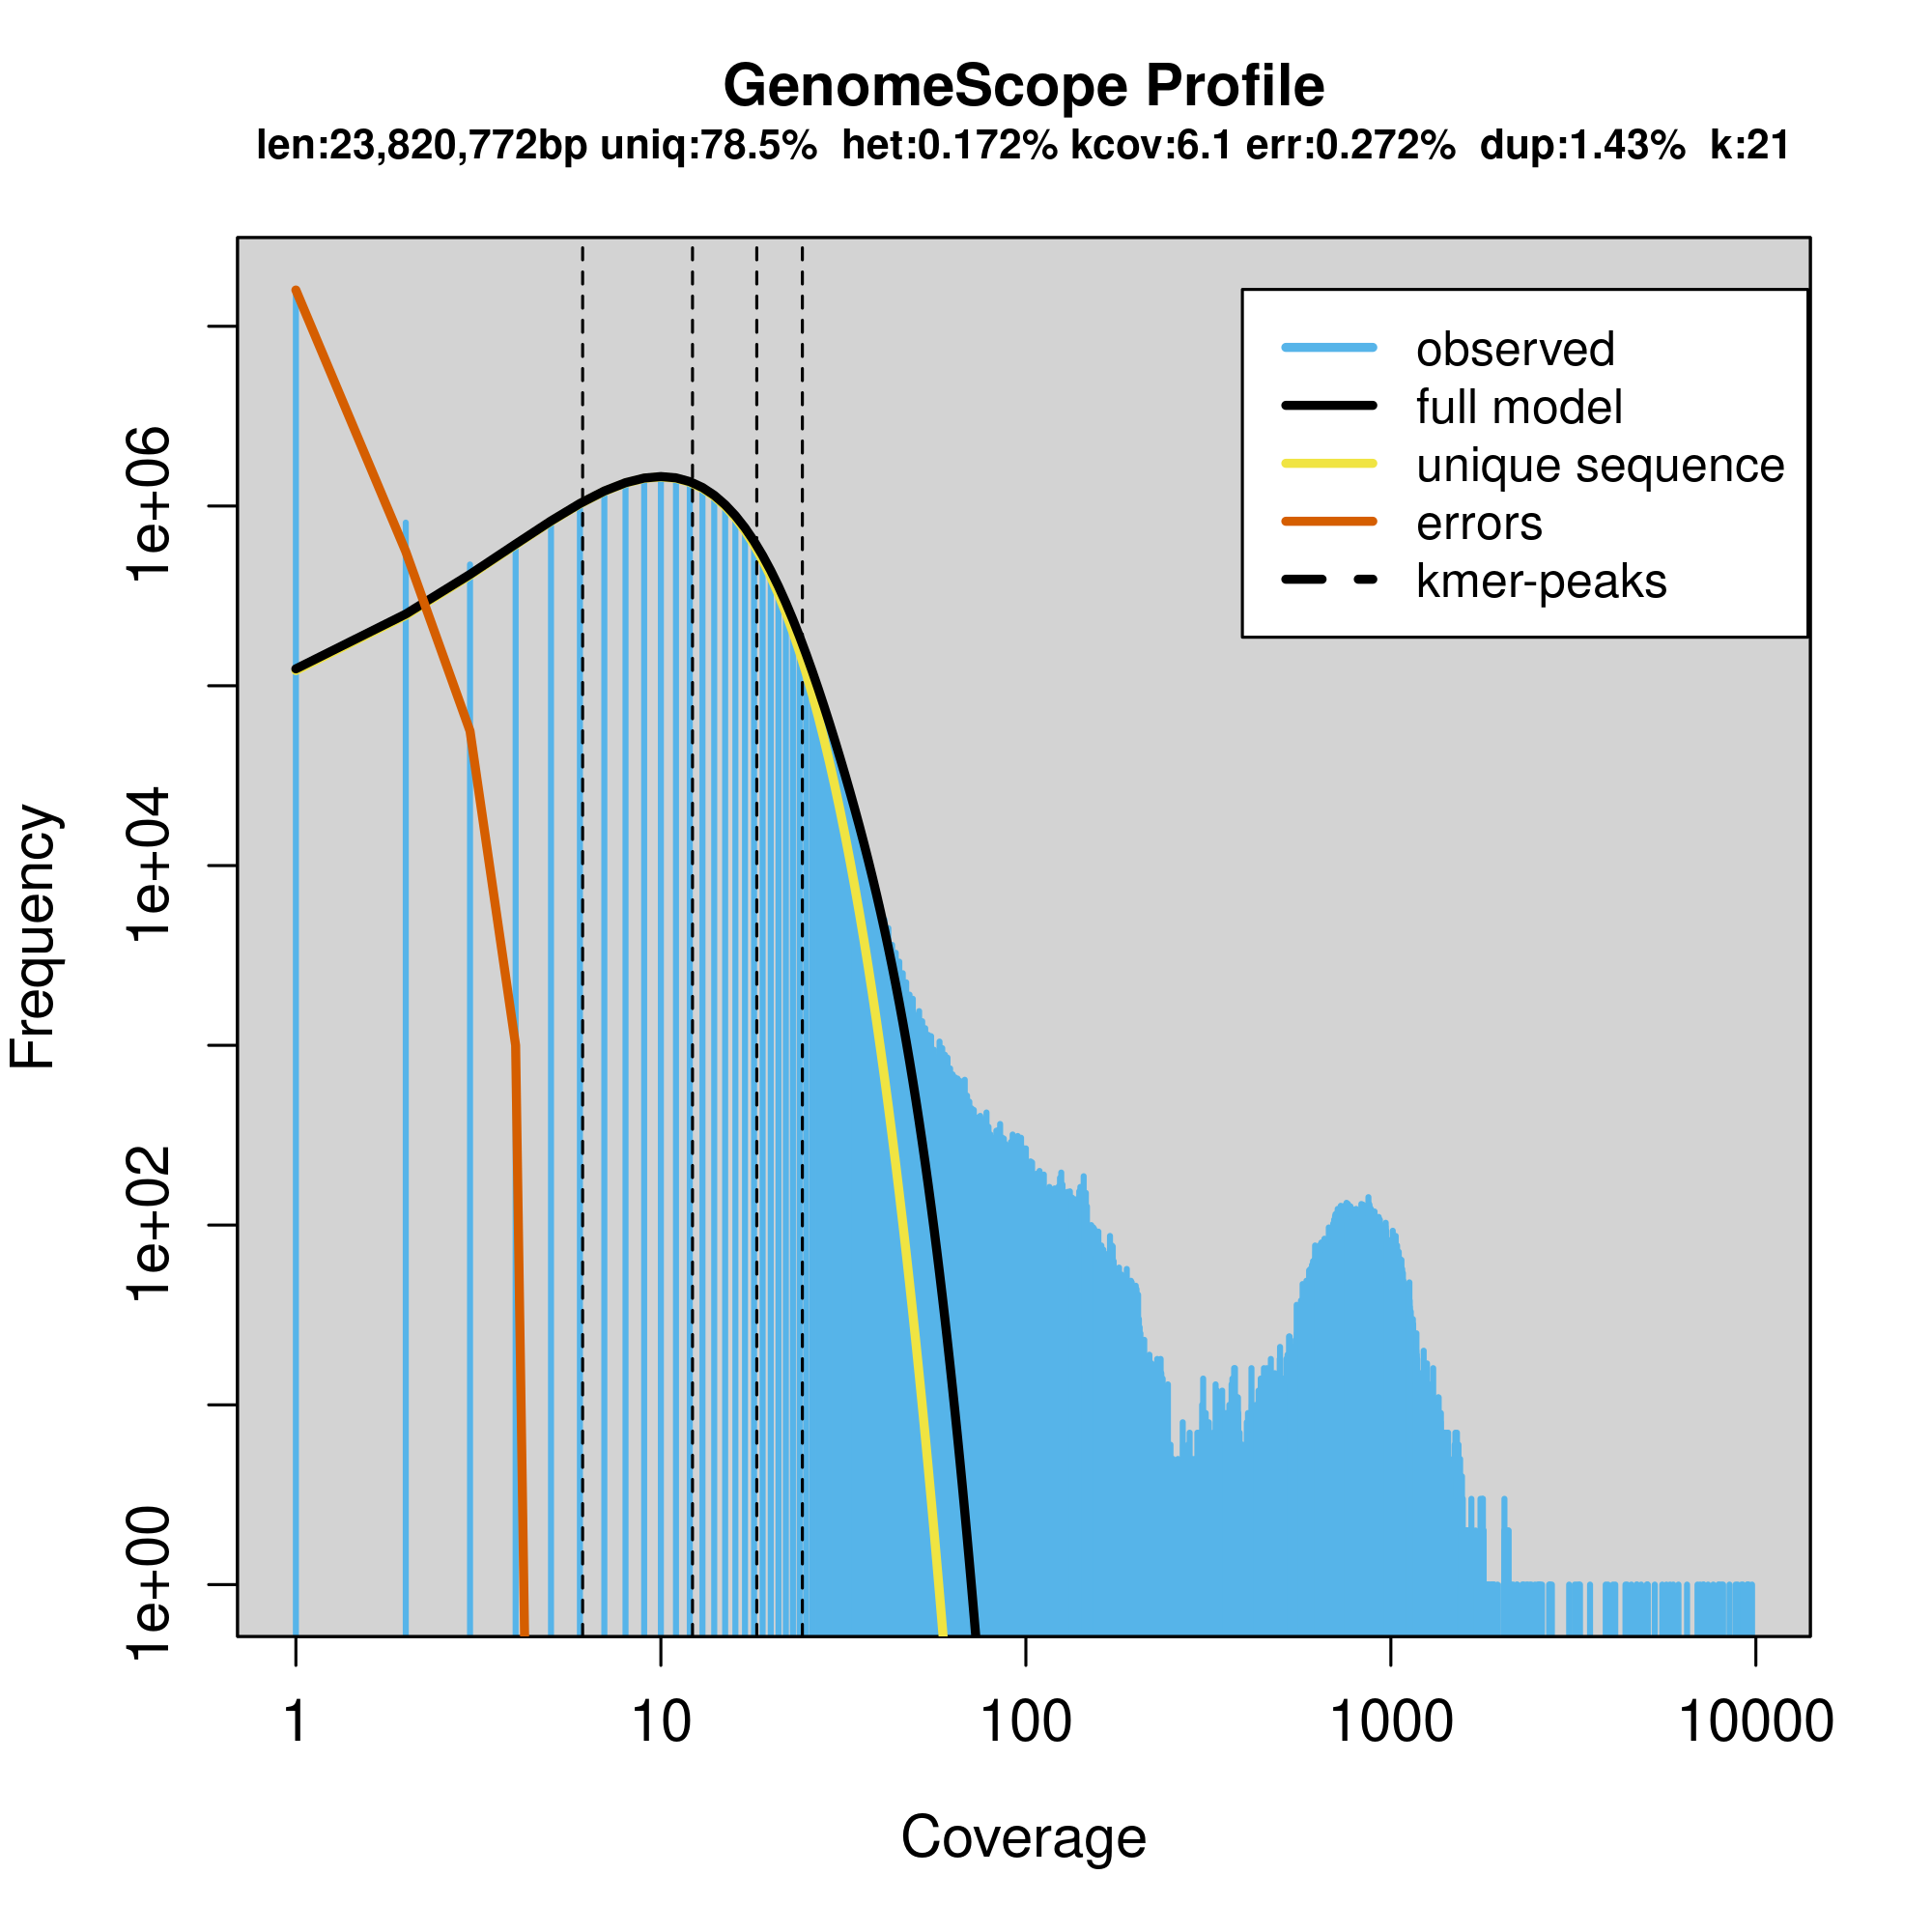 GenomeScope Profile
len:23,820,772bp uniq:78.5% het:0.172% kcov:6.1 err:0.272% dup:1.43% k:21
observed
full model
unique sequence
errors
kmer-peaks
Frequency
1e+06
1e+04
1e+02
1e+00
1 10 100 1000 10000
Coverage